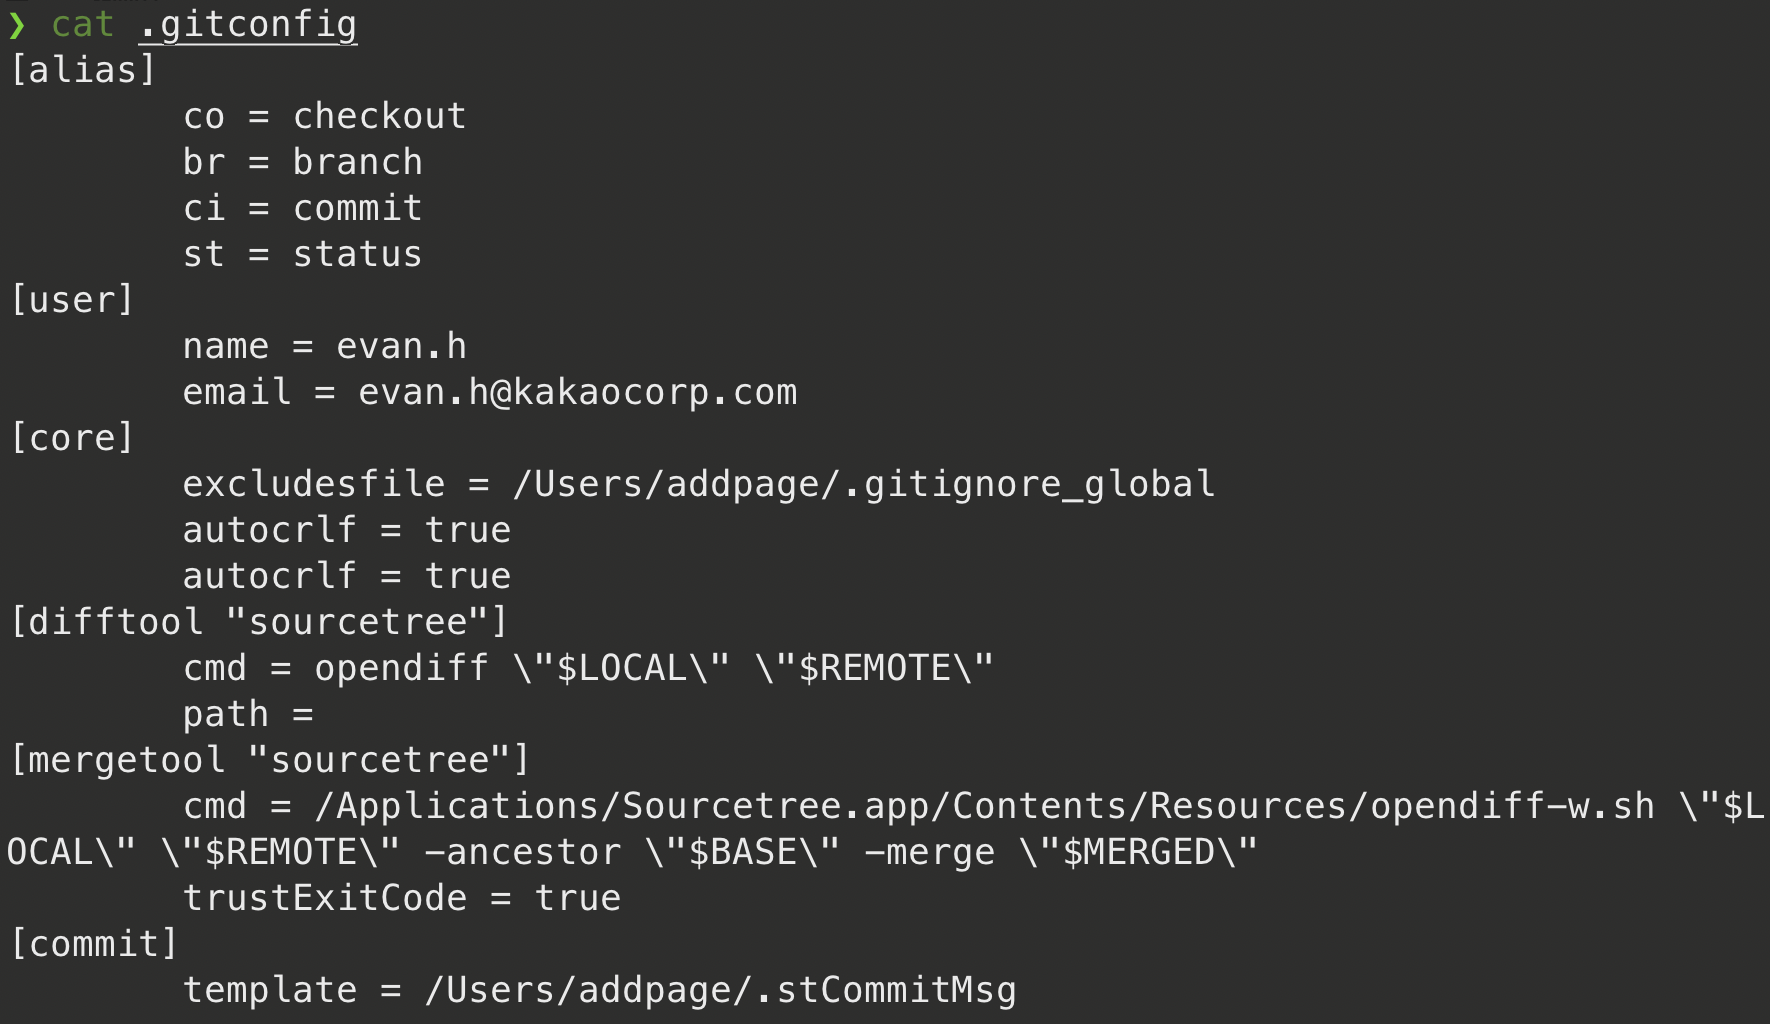 ❯ cat .gitconfig
[alias]
        co = checkout
        br = branch
        ci = commit
        st = status
[user]
        name = evan.h
        email = evan.h@kakaocorp.com
[core]
        excludesfile = /Users/addpage/.gitignore_global
        autocrlf = true
        autocrlf = true
[difftool "sourcetree"]
        cmd = opendiff \"$LOCAL\" \"$REMOTE\"
        path =
[mergetool "sourcetree"]
        cmd = /Applications/Sourcetree.app/Contents/Resources/opendiff-w.sh \"$L
OCAL\" \"$REMOTE\" -ancestor \"$BASE\" -merge \"$MERGED\"
        trustExitCode = true
[commit]
        template = /Users/addpage/.stCommitMsg